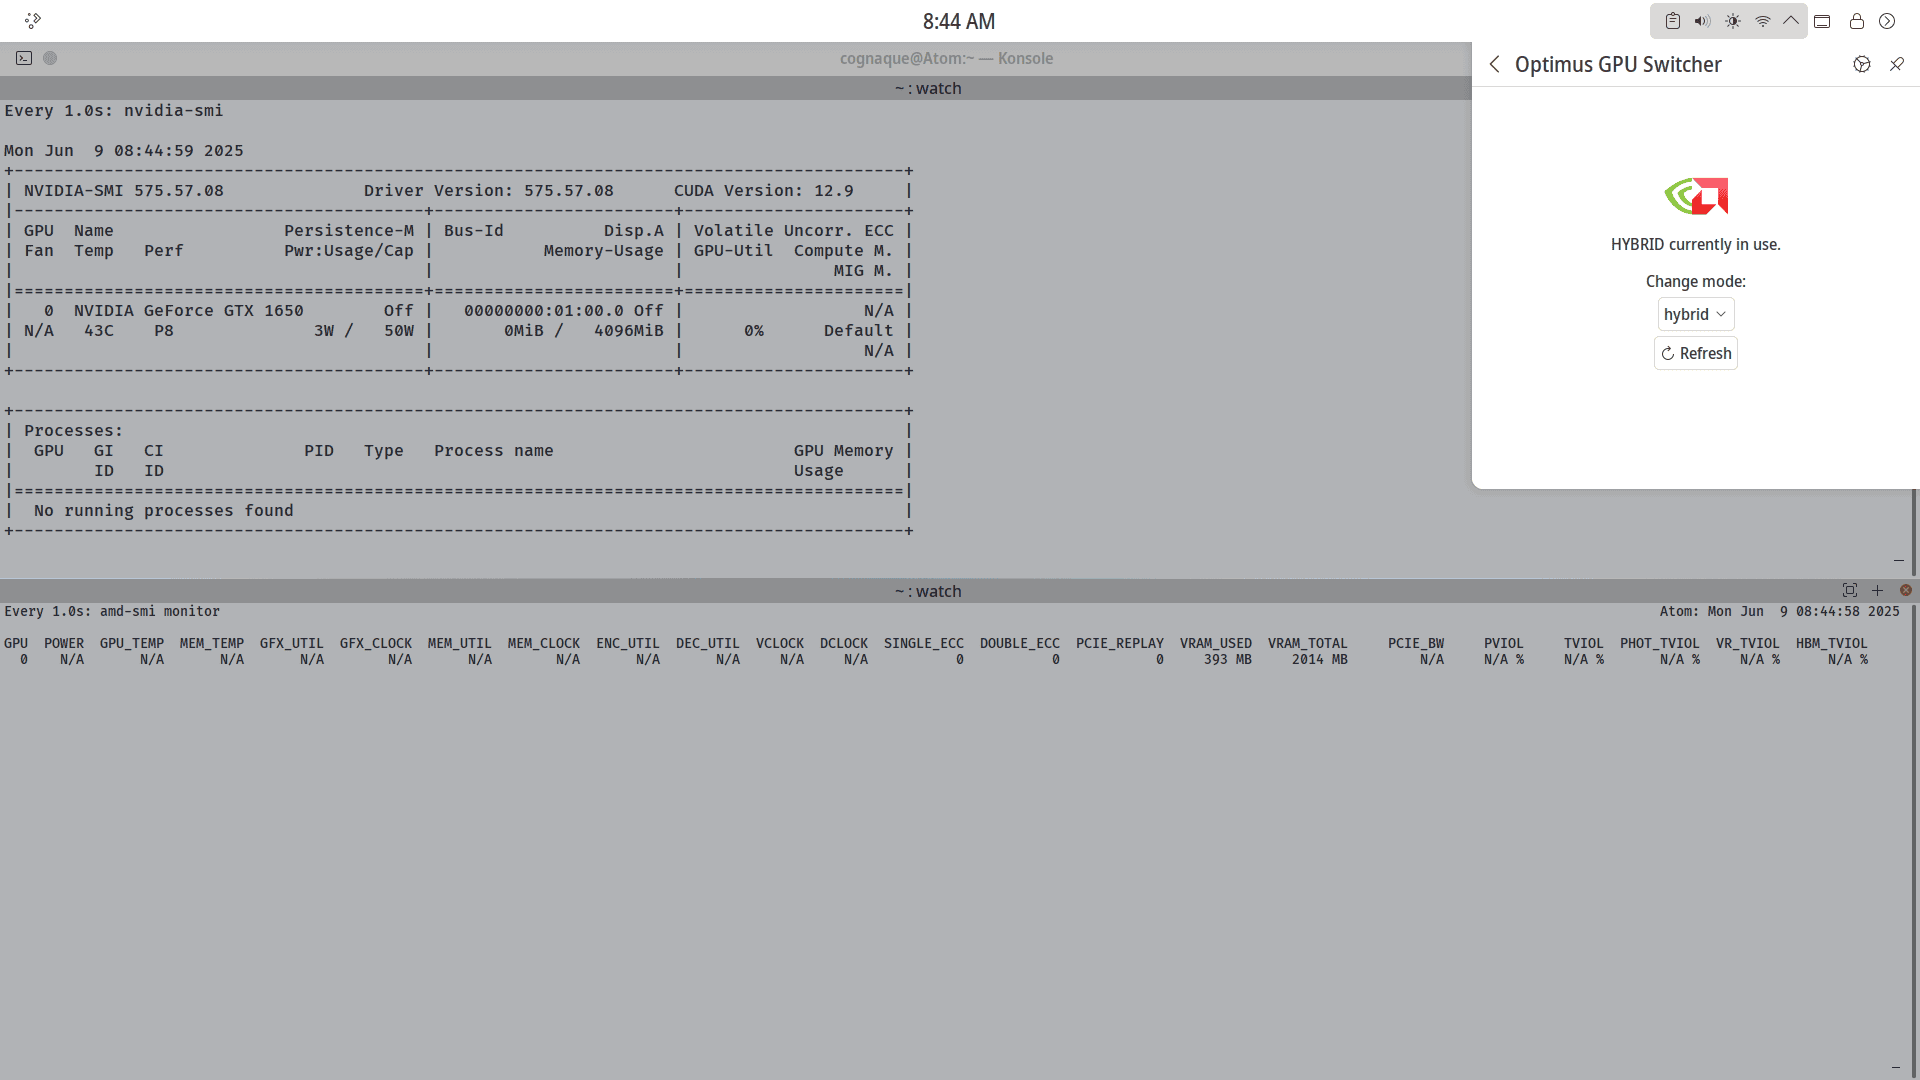 8:44 AM
cognaque@Atom:~ — Konsole
~ : watch
Every 1.0s: nvidia-smi
Mon Jun  9 08:44:59 2025
+-----------------------------------------------------------------------------------------+
| NVIDIA-SMI 575.57.08              Driver Version: 575.57.08      CUDA Version: 12.9     |
|-----------------------------------------+------------------------+----------------------+
| GPU  Name                 Persistence-M | Bus-Id          Disp.A | Volatile Uncorr. ECC |
| Fan  Temp   Perf          Pwr:Usage/Cap |           Memory-Usage | GPU-Util  Compute M. |
|                                         |                        |               MIG M. |
|=========================================+========================+======================|
|   0  NVIDIA GeForce GTX 1650        Off |   00000000:01:00.0 Off |                  N/A |
| N/A   43C    P8              3W /   50W |       0MiB /   4096MiB |      0%      Default |
|                                         |                        |                  N/A |
+-----------------------------------------+------------------------+----------------------+
+-----------------------------------------------------------------------------------------+
| Processes:                                                                              |
|  GPU   GI   CI              PID   Type   Process name                        GPU Memory |
|        ID   ID                                                               Usage      |
|=========================================================================================|
|  No running processes found                                                             |
+-----------------------------------------------------------------------------------------+
Optimus GPU Switcher
HYBRID currently in use.
Change mode:
hybrid
Refresh
~ : watch
Every 1.0s: amd-smi monitor Atom: Mon Jun  9 08:44:58 2025
GPU  POWER  GPU_TEMP  MEM_TEMP  GFX_UTIL  GFX_CLOCK  MEM_UTIL  MEM_CLOCK  ENC_UTIL  DEC_UTIL  VCLOCK  DCLOCK  SINGLE_ECC  DOUBLE_ECC  PCIE_REPLAY  VRAM_USED  VRAM_TOTAL     PCIE_BW     PVIOL     TVIOL  PHOT_TVIOL  VR_TVIOL  HBM_TVIOL
  0    N/A       N/A       N/A       N/A        N/A       N/A        N/A       N/A       N/A     N/A     N/A           0           0            0     393 MB     2014 MB         N/A     N/A %     N/A %       N/A %     N/A %      N/A %